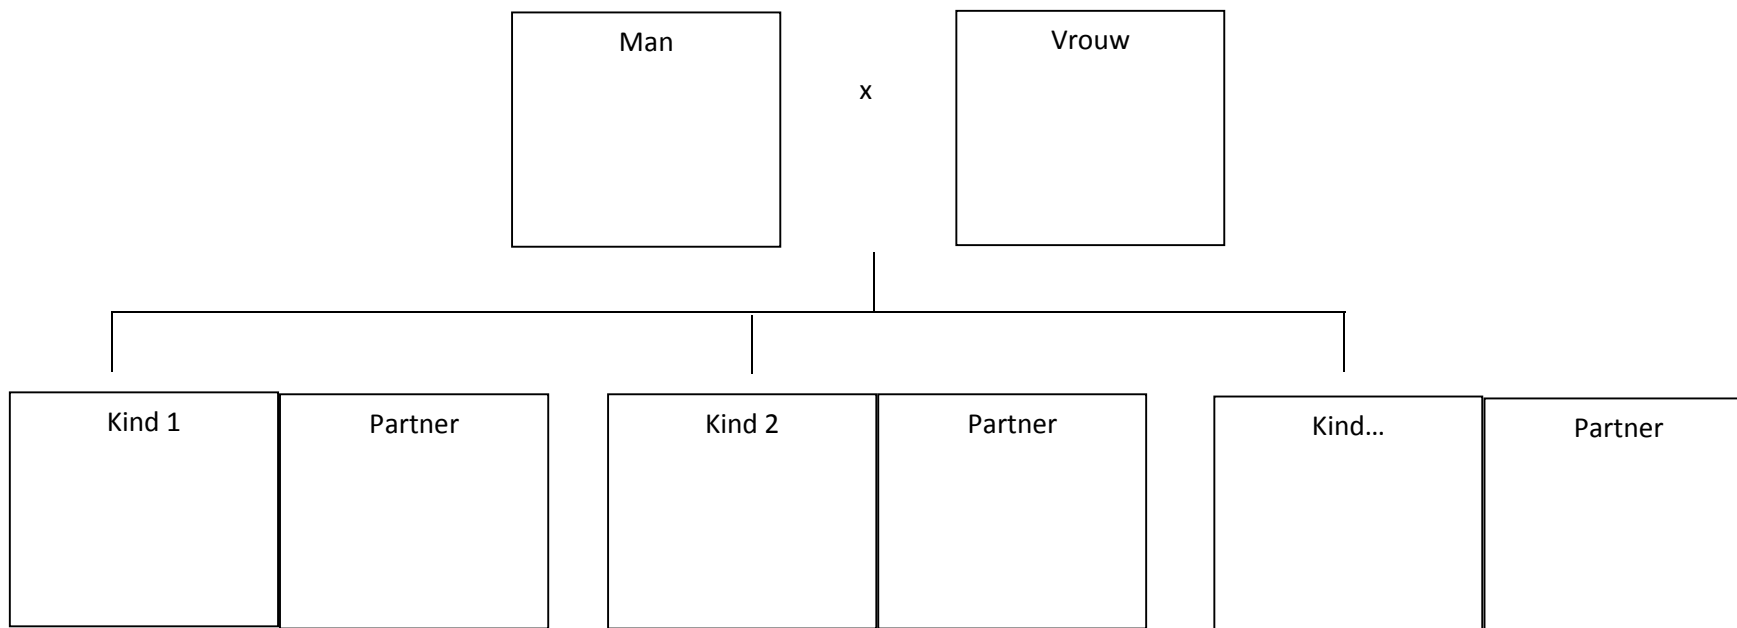 Man
Vrouw
x
Kind 1
Partner
Kind 2
Partner
Kind...
Partner